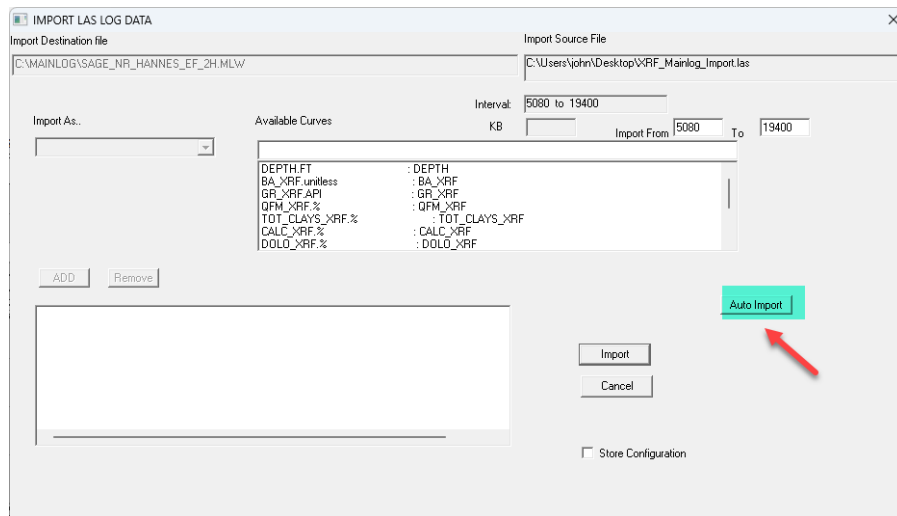 IMPORT LAS LOG DATA
Import Destination file
Import Source File
C:\MAINLOG\SAGE_NR_HANNES_EF_2H.MLW
C:\Users\john\Desktop\XRF_Mainlog_Import.las
Interval: 5080 to 19400
Import As..
Available Curves
KB
Import From 5080 To 19400
DEPTH.FT : DEPTH
BA_XRF.unitless : BA_XRF
GR_XRF.API : GR_XRF
QFM_XRF.% : QFM_XRF
TOT_CLAYS_XRF.% : TOT_CLAYS_XRF
CALC_XRF.% : CALC_XRF
DOLO_XRF.% : DOLO_XRF
ADD Remove
Auto Import
Import
Cancel
Store Configuration